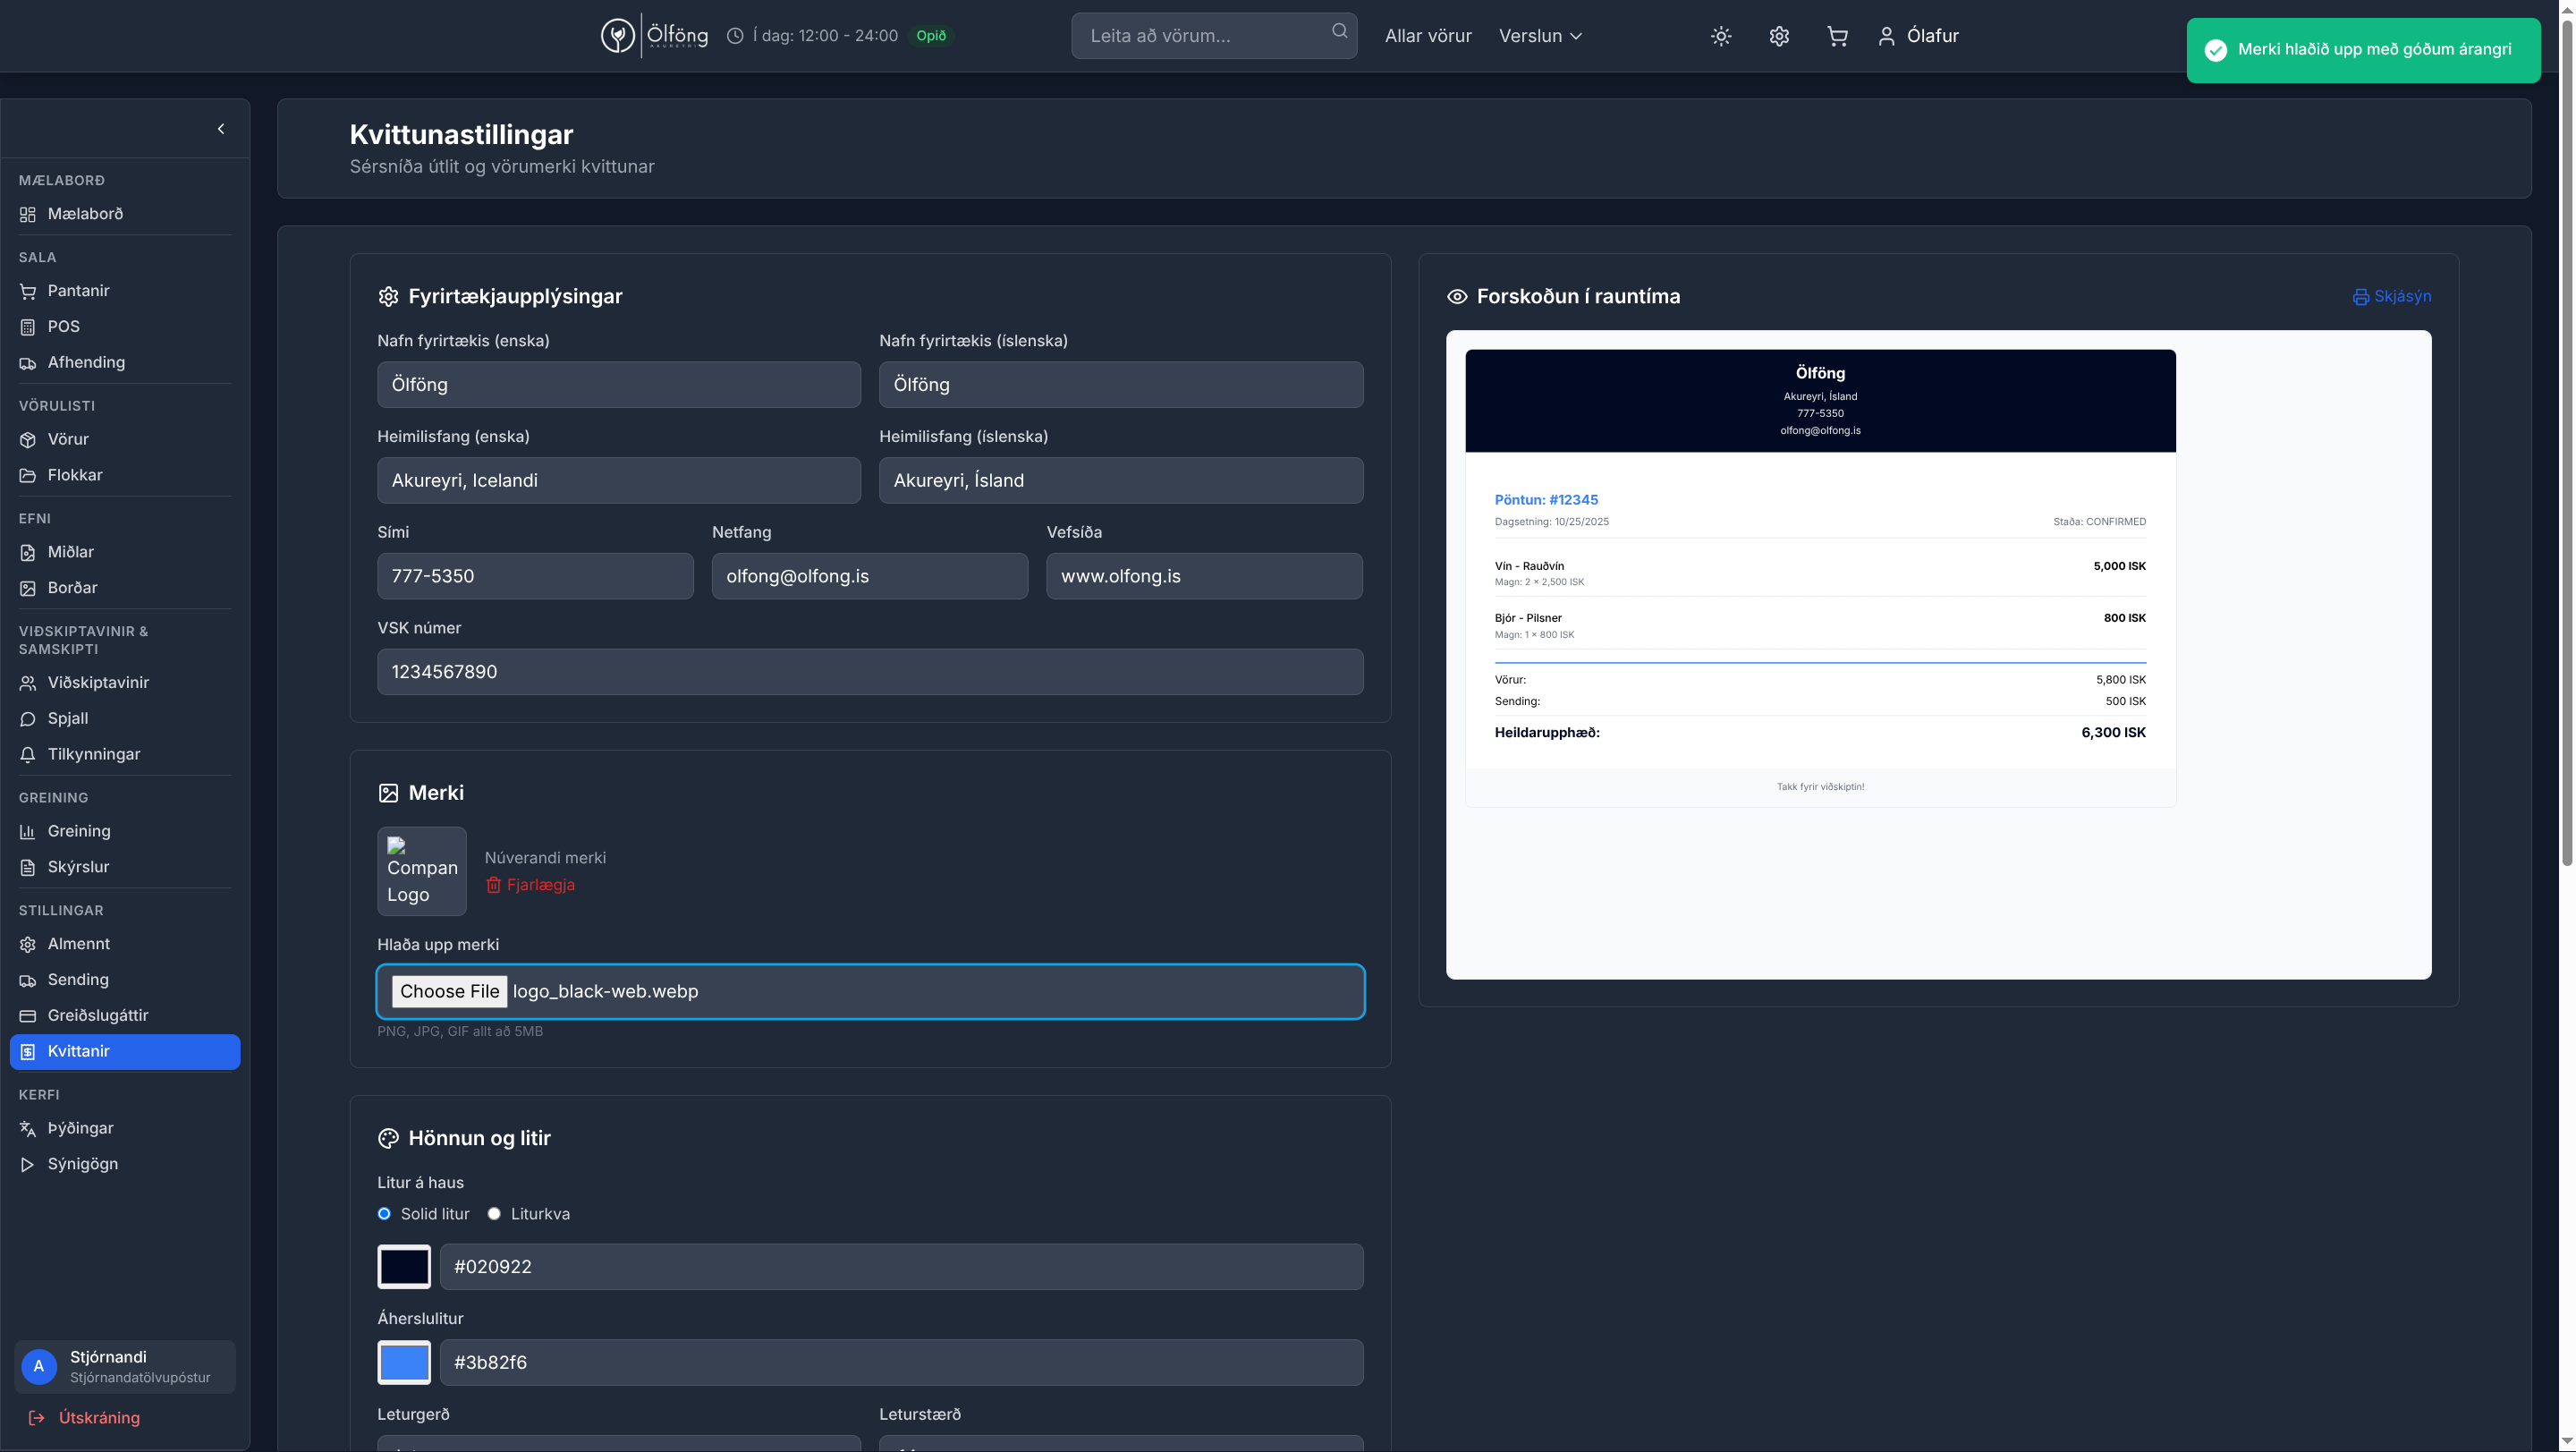 Ölföng
AKUREYRI
Í dag: 12:00 - 24:00
Opið
Leita að vörum...
Allar vörur
Verslun
Ólafur
Merki hlaðið upp með góðum árangri
MÆLABORÐ
Mælaborð
SALA
Pantanir
POS
Afhending
VÖRULISTI
Vörur
Flokkar
EFNI
Miðlar
Borðar
VIÐSKIPTAVINIR &
SAMSKIPTI
Viðskiptavinir
Spjall
Tilkynningar
GREINING
Greining
Skýrslur
STILLINGAR
Almennt
Sending
Greiðslugáttir
Kvittanir
KERFI
Þýðingar
Sýnigögn
A
Stjórnandi
Stjórnandatölvupóstur
Útskráning
Kvittunastillingar
Sérsníða útlit og vörumerki kvittunar
Fyrirtækjaupplýsingar
Nafn fyrirtækis (enska)
Nafn fyrirtækis (íslenska)
Ölföng
Ölföng
Heimilisfang (enska)
Heimilisfang (íslenska)
Akureyri, Icelandi
Akureyri, Ísland
Sími
Netfang
Vefsíða
777-5350
olfong@olfong.is
www.olfong.is
VSK númer
1234567890
Merki
Compan
Logo
Núverandi merki
Fjarlægja
Hlaða upp merki
Choose File logo_black-web.webp
PNG, JPG, GIF allt að 5MB
Hönnun og litir
Litur á haus
Solid litur
Liturkva
#020922
Áherslulitur
#3b82f6
Leturgerð
Leturstærð
Forskoðun í rauntíma
Skjásýn
Ölföng
Akureyri, Ísland
777-5350
olfong@olfong.is
Pöntun: #12345
Dagsetning: 10/25/2025
Staða: CONFIRMED
Vín - Rauðvín
5,000 ISK
Magn: 2 × 2,500 ISK
Bjór - Pilsner
800 ISK
Magn: 1 × 800 ISK
Vörur:
5,800 ISK
Sending:
500 ISK
Heildarupphæð:
6,300 ISK
Takk fyrir viðskiptin!